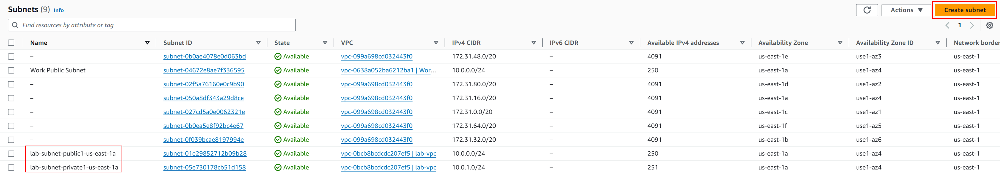 Subnets (9) Info
Actions
Create subnet
Find resources by attribute or tag
1
Name Subnet ID State VPC IPv4 CIDR IPv6 CIDR Available IPv4 addresses Availability Zone Availability Zone ID Network border
– subnet-0b0ae4078e0d063bd Available vpc-099a698cd032443f0 172.31.48.0/20 – 4091 us-east-1e use1-az3 us-east-1
Work Public Subnet subnet-04672e8ae7f336595 Available vpc-0638a052ba6212ba1 | Wor... 10.0.0.0/24 – 250 us-east-1a use1-az4 us-east-1
– subnet-02f5a76160e0c9b90 Available vpc-099a698cd032443f0 172.31.80.0/20 – 4091 us-east-1d use1-az2 us-east-1
– subnet-050a8df343a29d8ce Available vpc-099a698cd032443f0 172.31.16.0/20 – 4091 us-east-1a use1-az4 us-east-1
– subnet-027cd5a0e0062321e Available vpc-099a698cd032443f0 172.31.0.0/20 – 4091 us-east-1c use1-az1 us-east-1
– subnet-0b0ea5e8f92bc4e67 Available vpc-099a698cd032443f0 172.31.64.0/20 – 4091 us-east-1f use1-az5 us-east-1
– subnet-0f039bcae8197994e Available vpc-099a698cd032443f0 172.31.32.0/20 – 4091 us-east-1b use1-az6 us-east-1
lab-subnet-public1-us-east-1a subnet-01e29852712b09b28 Available vpc-0bcb8bcdcdc207ef5 | lab-vpc 10.0.0.0/24 – 250 us-east-1a use1-az4 us-east-1
lab-subnet-private1-us-east-1a subnet-05e730178cb51d158 Available vpc-0bcb8bcdcdc207ef5 | lab-vpc 10.0.1.0/24 – 251 us-east-1a use1-az4 us-east-1